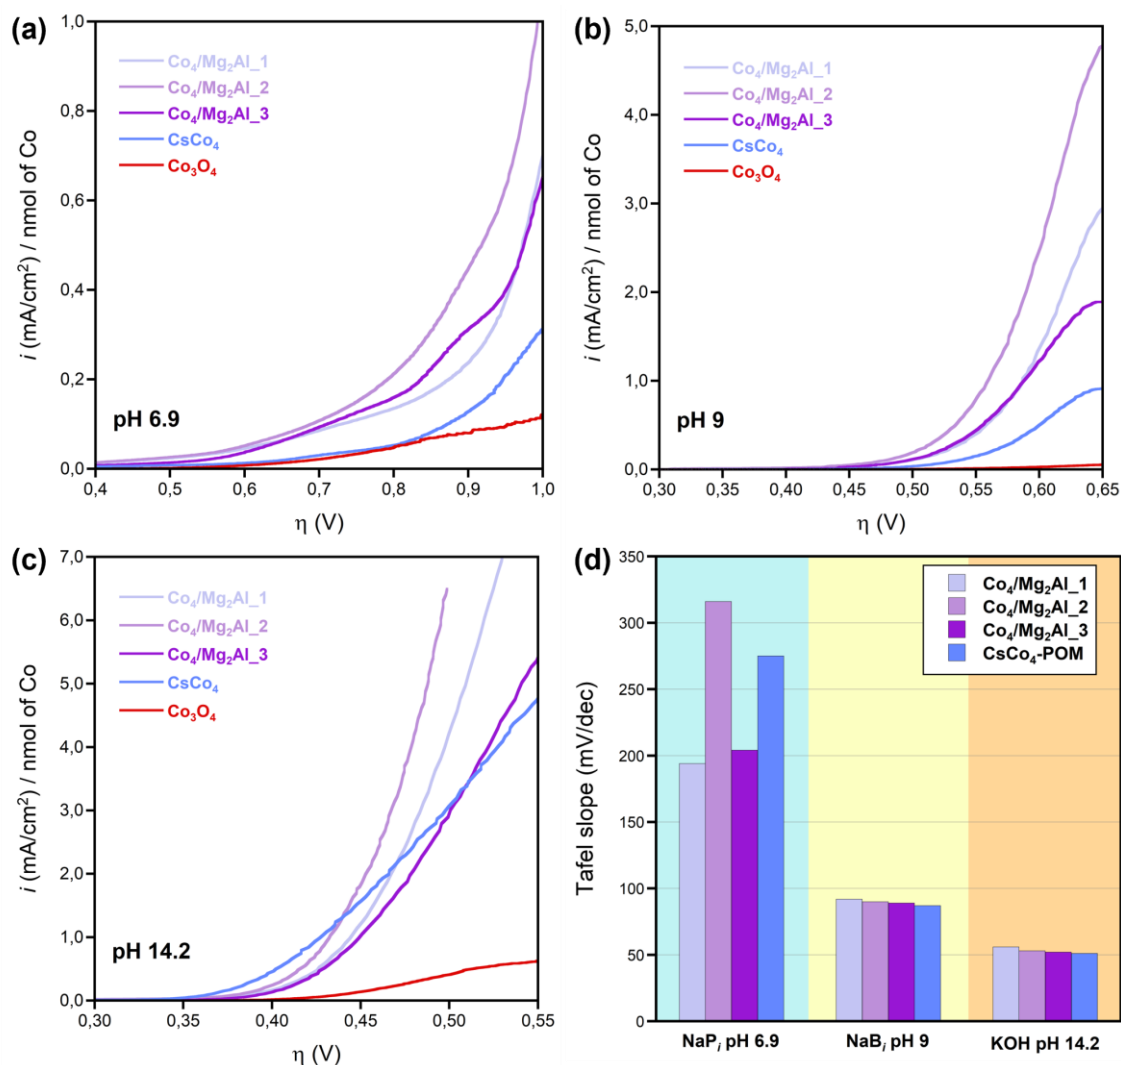 (a)
1,0
0,8
0,6
0,4
0,2
0,0
i (mA/cm²) / nmol of Co
Co₄/Mg₂Al_1
Co₄/Mg₂Al_2
Co₄/Mg₂Al_3
CsCo₄
Co₃O₄
pH 6.9
0,4 0,5 0,6 0,7 0,8 0,9 1,0
η (V)
(b)
5,0
4,0
3,0
2,0
1,0
0,0
i (mA/cm²) / nmol of Co
Co₄/Mg₂Al_1
Co₄/Mg₂Al_2
Co₄/Mg₂Al_3
CsCo₄
Co₃O₄
pH 9
0,30 0,35 0,40 0,45 0,50 0,55 0,60 0,65
η (V)
(c)
7,0
6,0
5,0
4,0
3,0
2,0
1,0
0,0
i (mA/cm²) / nmol of Co
Co₄/Mg₂Al_1
Co₄/Mg₂Al_2
Co₄/Mg₂Al_3
CsCo₄
Co₃O₄
pH 14.2
0,30 0,35 0,40 0,45 0,50 0,55
η (V)
(d)
350
300
250
200
150
100
50
0
Tafel slope (mV/dec)
Co₄/Mg₂Al_1
Co₄/Mg₂Al_2
Co₄/Mg₂Al_3
CsCo₄-POM
NaPᵢ pH 6.9 NaBᵢ pH 9 KOH pH 14.2